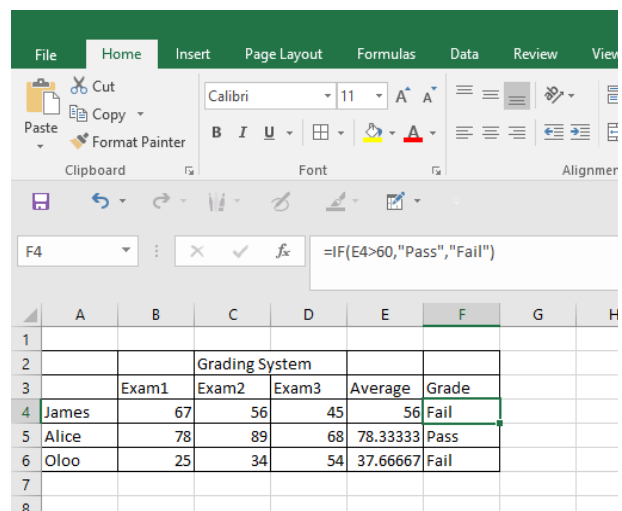 File Home Insert Page Layout Formulas Data Review View
Cut
Copy
Paste
Format Painter
Calibri 11 A A
B I U A
Clipboard Font
F4 fx =IF(E4>60,"Pass","Fail")
A B C D E F G H
1
2 Grading System
3 Exam1 Exam2 Exam3 Average Grade
4 James 67 56 45 56 Fail
5 Alice 78 89 68 78.33333 Pass
6 Oloo 25 34 54 37.66667 Fail
7
8